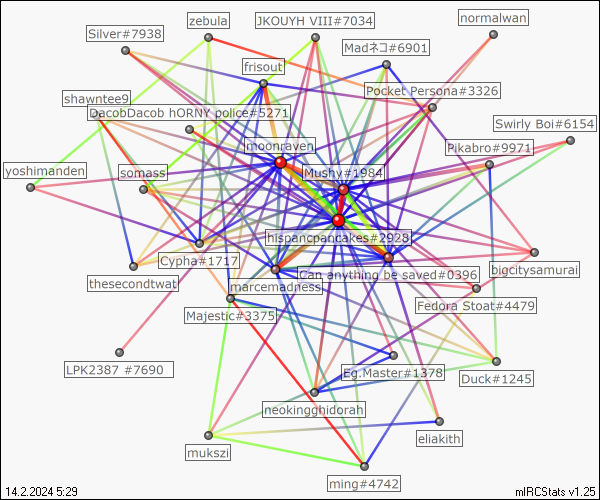 zebula
JKOUYH VIII#7034
normalwan
Silver#7938
Madネコ#6901
frisout
Pocket Persona#3326
shawntee9
DacobDacob hORNY police#5271
Swirly Boi#6154
moonraven
Pikabro#9971
yoshimanden
somass
Mushy#1984
hispancpancakes#2928
Cypha#1717
Can anything be saved#0396
bigcitysamurai
thesecondtwat
marcemadness
Fedora Stoat#4479
Majestic#3375
LPK2387 #7690
Eg.Master#1378
Duck#1245
neokingghidorah
mukszi
eliakith
ming#4742
14.2.2024 5:29
mIRCStats v1.25